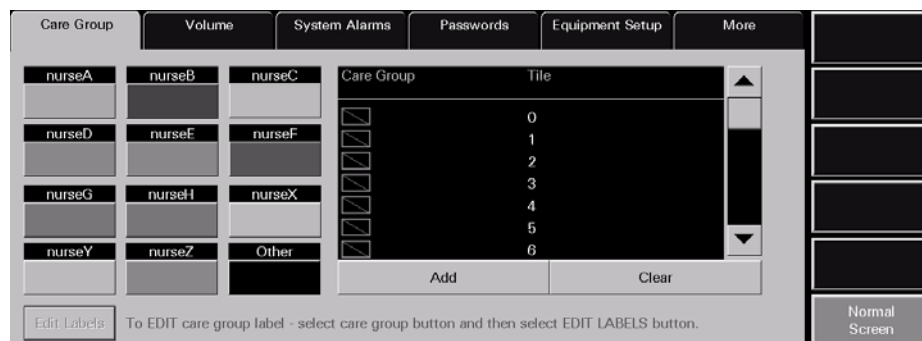 Care Group Volume System Alarms Passwords Equipment Setup More
nurseA nurseB nurseC
Care Group Tile
0
nurseD nurseE nurseF
1
2
3
nurseG nurseH nurseX
4
5
nurseY nurseZ Other
6
Add Clear
Edit Labels To EDIT care group label - select care group button and then select EDIT LABELS button.
Normal
Screen